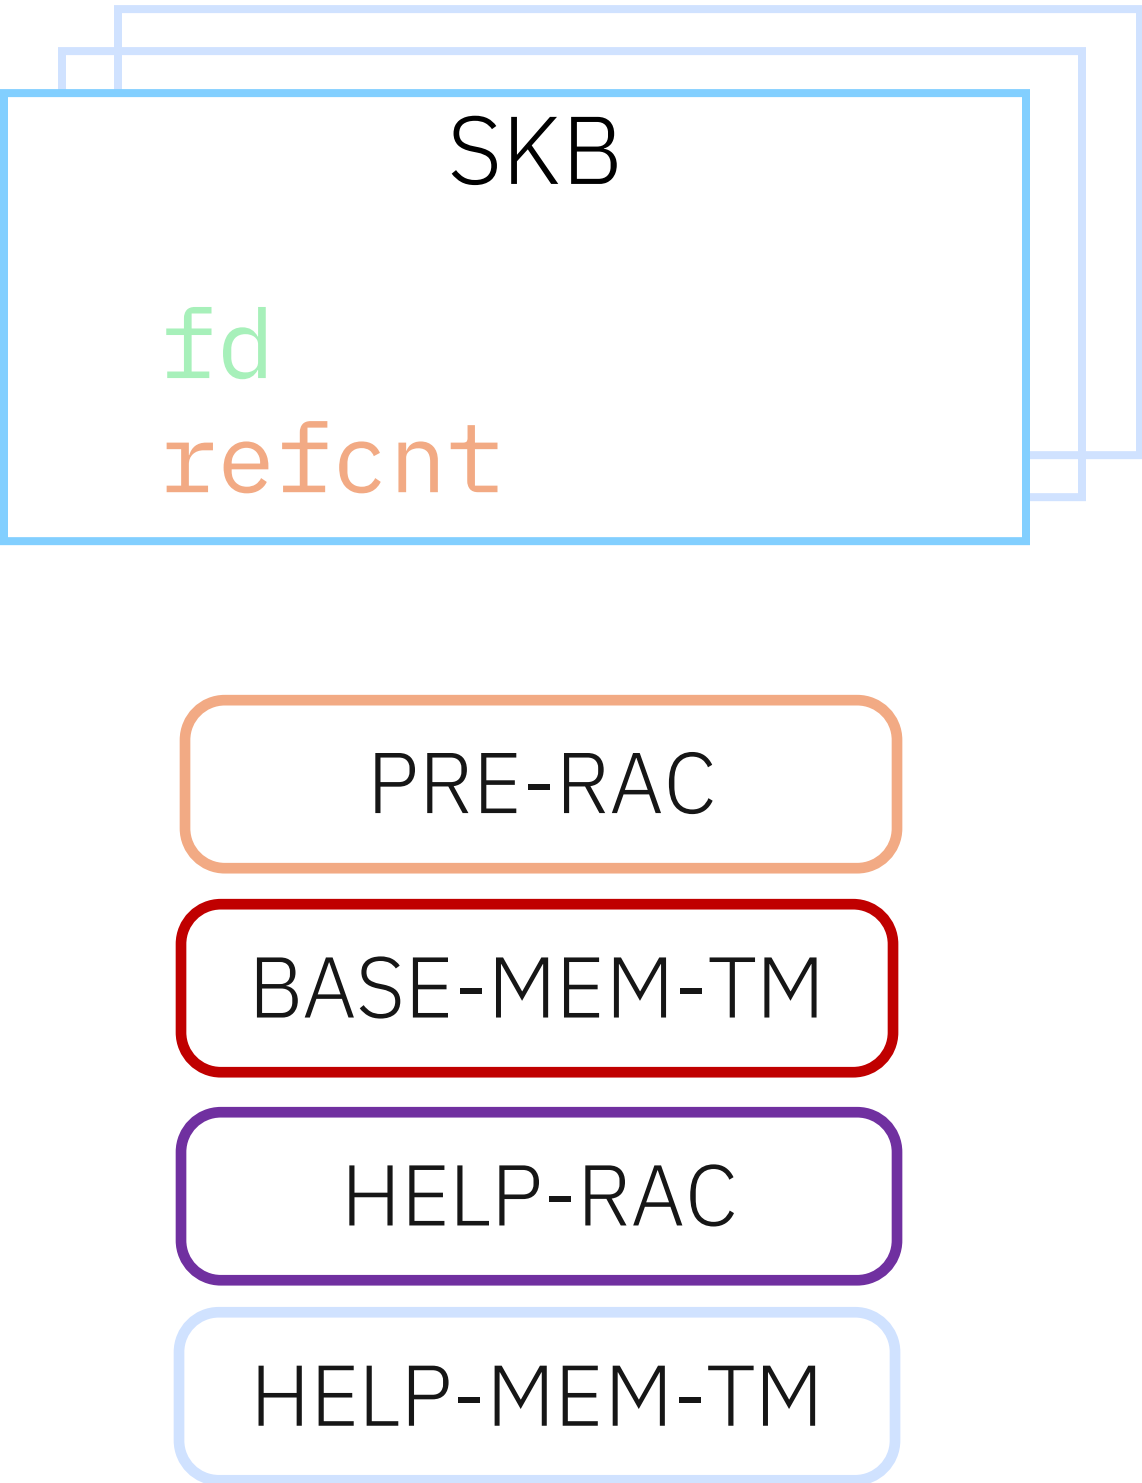 SKB
fd
refcnt
PRE-RAC
BASE-MEM-TM
HELP-RAC
HELP-MEM-TM